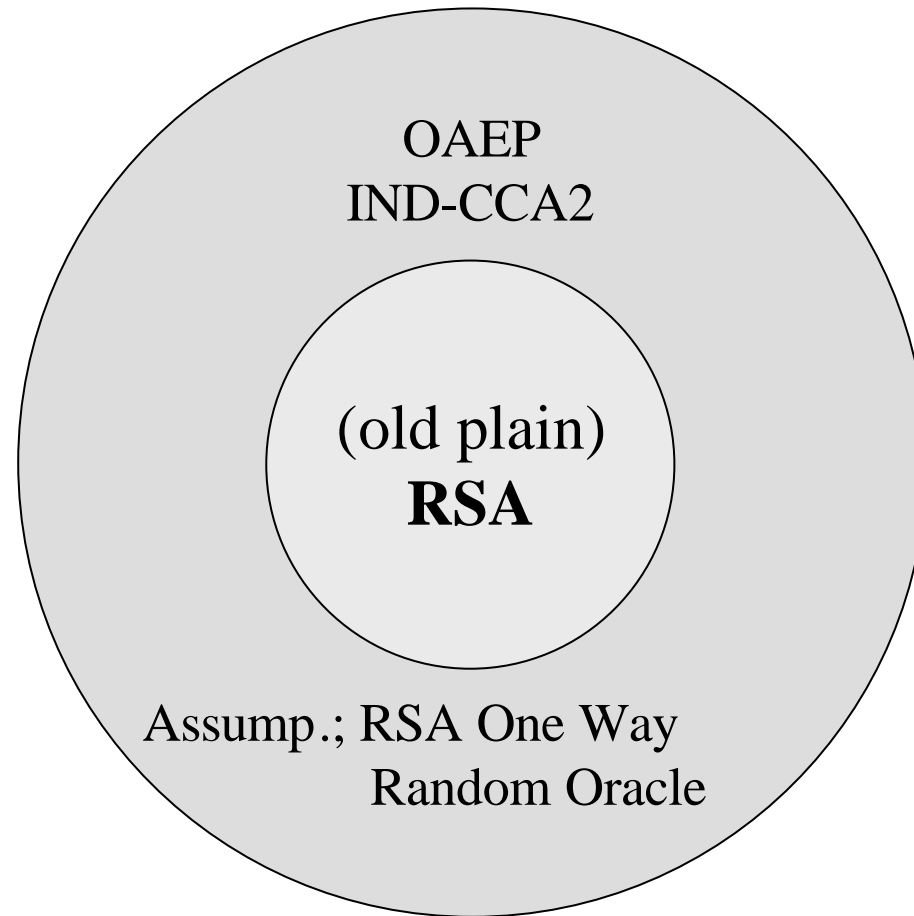 OAEP
IND-CCA2
(old plain)
RSA
Assump.; RSA One Way
Random Oracle